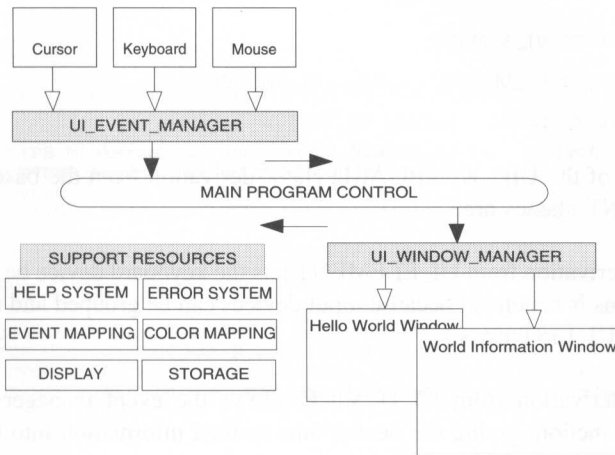 Cursor
Keyboard
Mouse
UI_EVENT_MANAGER
MAIN PROGRAM CONTROL
SUPPORT RESOURCES
HELP SYSTEM
ERROR SYSTEM
EVENT MAPPING
COLOR MAPPING
DISPLAY
STORAGE
UI_WINDOW_MANAGER
Hello World Window
World Information Window